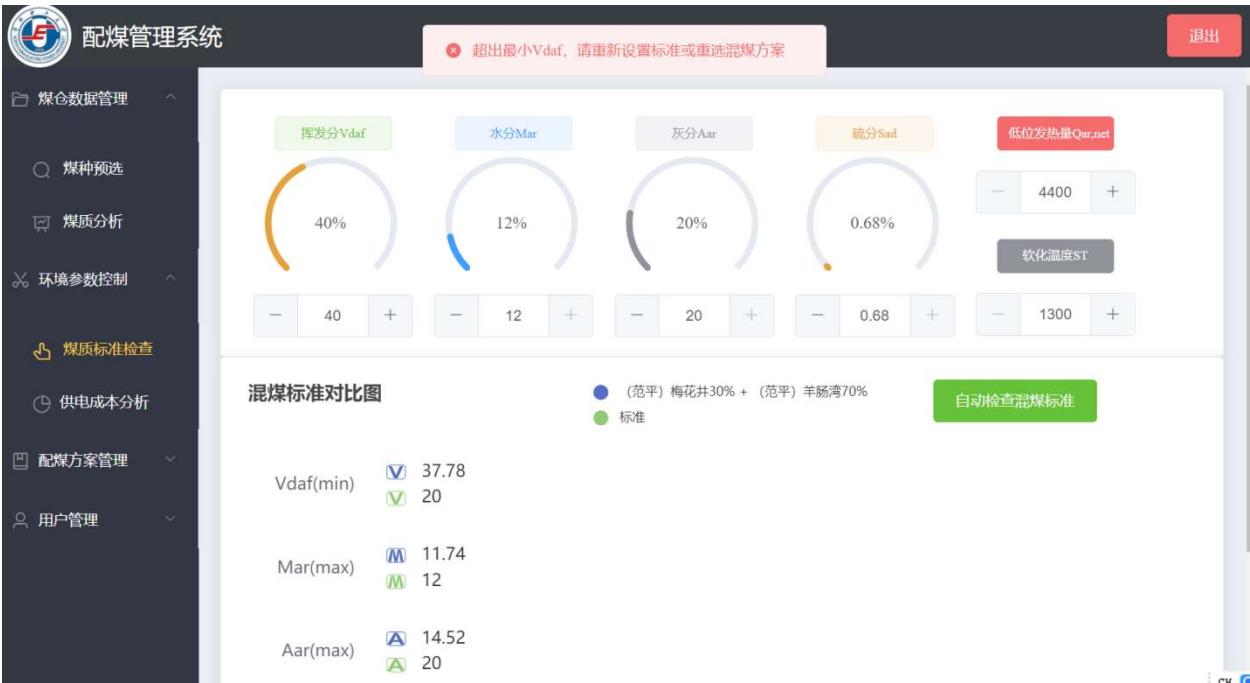 配煤管理系统
超出最小Vdaf, 请重新设置标准或重选混煤方案
退出
煤仓数据管理
煤种预选
煤质分析
环境参数控制
煤质标准检查
供电成本分析
配煤方案管理
用户管理
挥发分Vdaf
水分Mar
灰分Aar
硫分Sad
低位发热量Qar,net
40%
12%
20%
0.68%
4400
软化温度ST
40
12
20
0.68
1300
混煤标准对比图
(范平) 梅花井30% + (范平) 羊肠湾70%
标准
自动检查混煤标准
Vdaf(min)
V 37.78
V 20
Mar(max)
M 11.74
M 12
Aar(max)
A 14.52
A 20